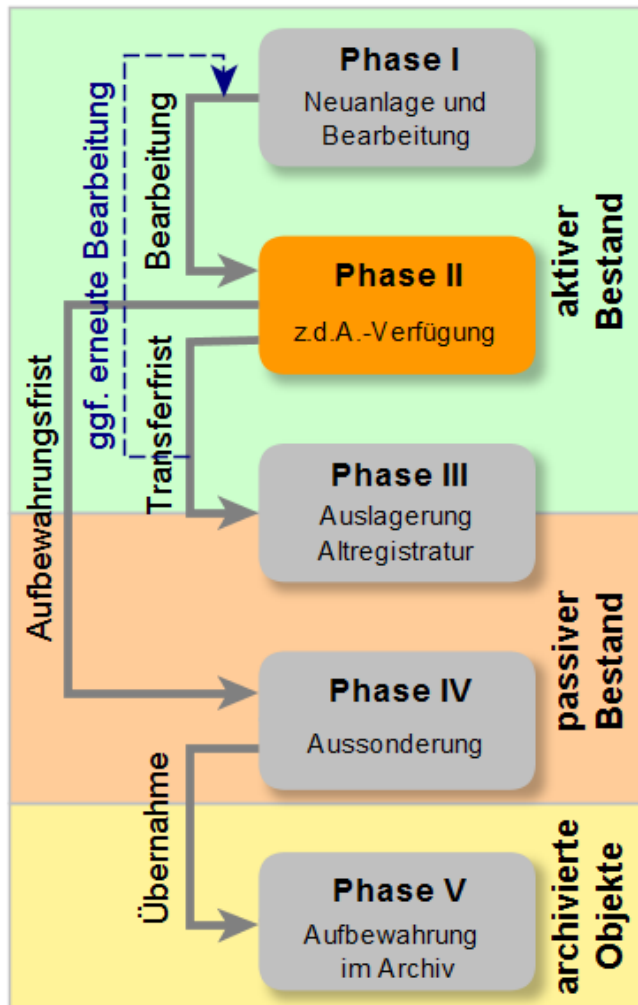 Phase I
Neuanlage und
Bearbeitung
ggf. erneute Bearbeitung
Bearbeitung
Phase II
z.d.A.-Verfügung
aktiver
Bestand
Aufbewahrungsfrist
Transferfrist
Phase III
Auslagerung
Altregistratur
Phase IV
Aussonderung
passiver
Bestand
Übernahme
Phase V
Aufbewahrung
im Archiv
archivierte
Objekte